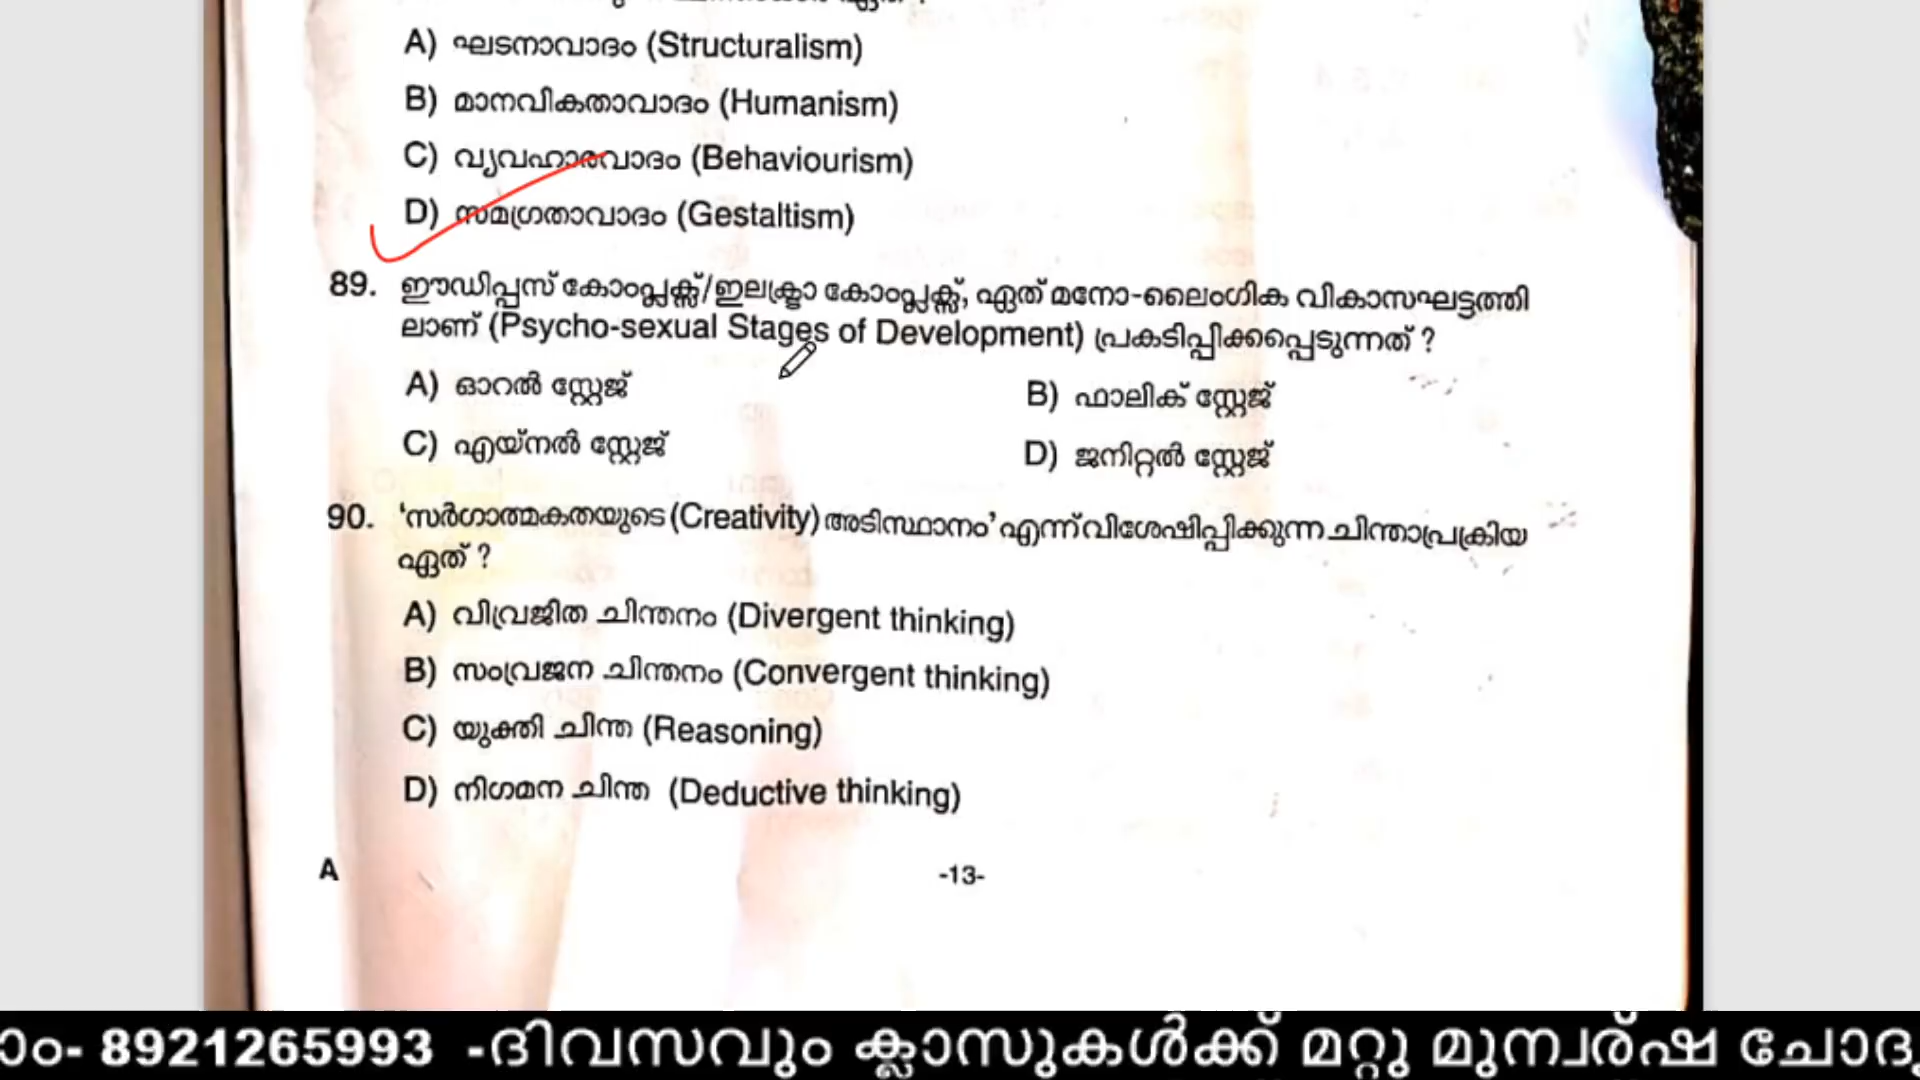 A) ഘടനാവാദം (Structuralism)
B) മാനവികതാവാദം (Humanism)
C) വ്യവഹാരവാദം (Behaviourism)
D) സമഗ്രതാവാദം (Gestaltism)
89. ഈഡിപ്പസ് കോംപ്ലക്സ്/ഇലക്ട്രാ കോംപ്ലക്സ്, ഏത് മനോ-ലൈംഗിക വികാസഘട്ടത്തി
ലാണ് (Psycho-sexual Stages of Development) പ്രകടിപ്പിക്കപ്പെടുന്നത് ?
A) ഓറൽ സ്റ്റേജ് B) ഫാലിക് സ്റ്റേജ്
C) എയ്നൽ സ്റ്റേജ് D) ജനിറ്റൽ സ്റ്റേജ്
90. 'സർഗാത്മകതയുടെ (Creativity) അടിസ്ഥാനം' എന്ന് വിശേഷിപ്പിക്കുന്ന ചിന്താപ്രക്രിയ
ഏത് ?
A) വിവ്രജിത ചിന്തനം (Divergent thinking)
B) സംവ്രജന ചിന്തനം (Convergent thinking)
C) യുക്തി ചിന്ത (Reasoning)
D) നിഗമന ചിന്ത (Deductive thinking)
A -13-
ാം- 8921265993 -ദിവസവും ക്ലാസുകൾക്ക് മറ്റു മുന്വര്ഷ ചോദ